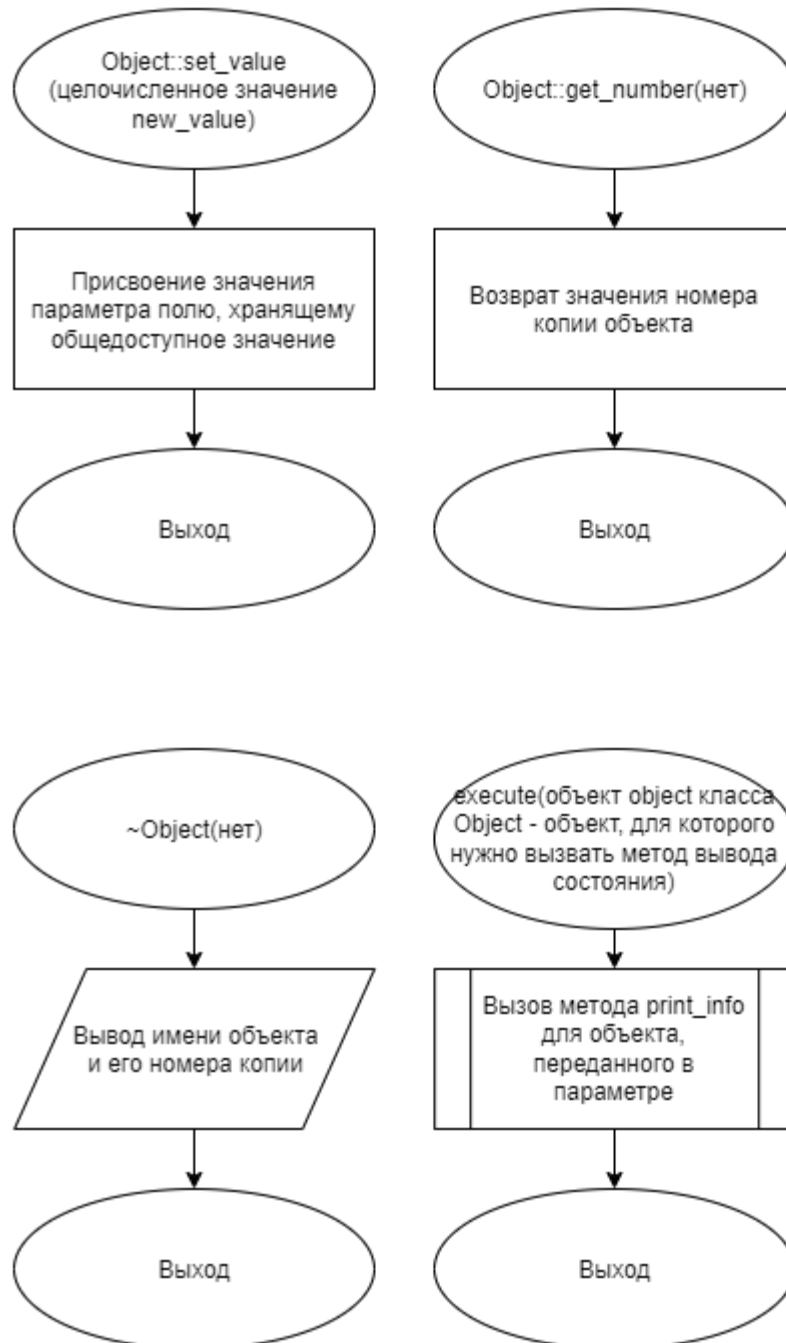 Object::set_value
(целочисленное значение
new_value)
Присвоение значения
параметра полю, хранящему
общедоступное значение
Выход
Object::get_number(нет)
Возврат значения номера
копии объекта
Выход
~Object(нет)
Вывод имени объекта
и его номера копии
Выход
execute(объект object класса
Object - объект, для которого
нужно вызвать метод вывода
состояния)
Вызов метода print_info
для объекта,
переданного в
параметре
Выход